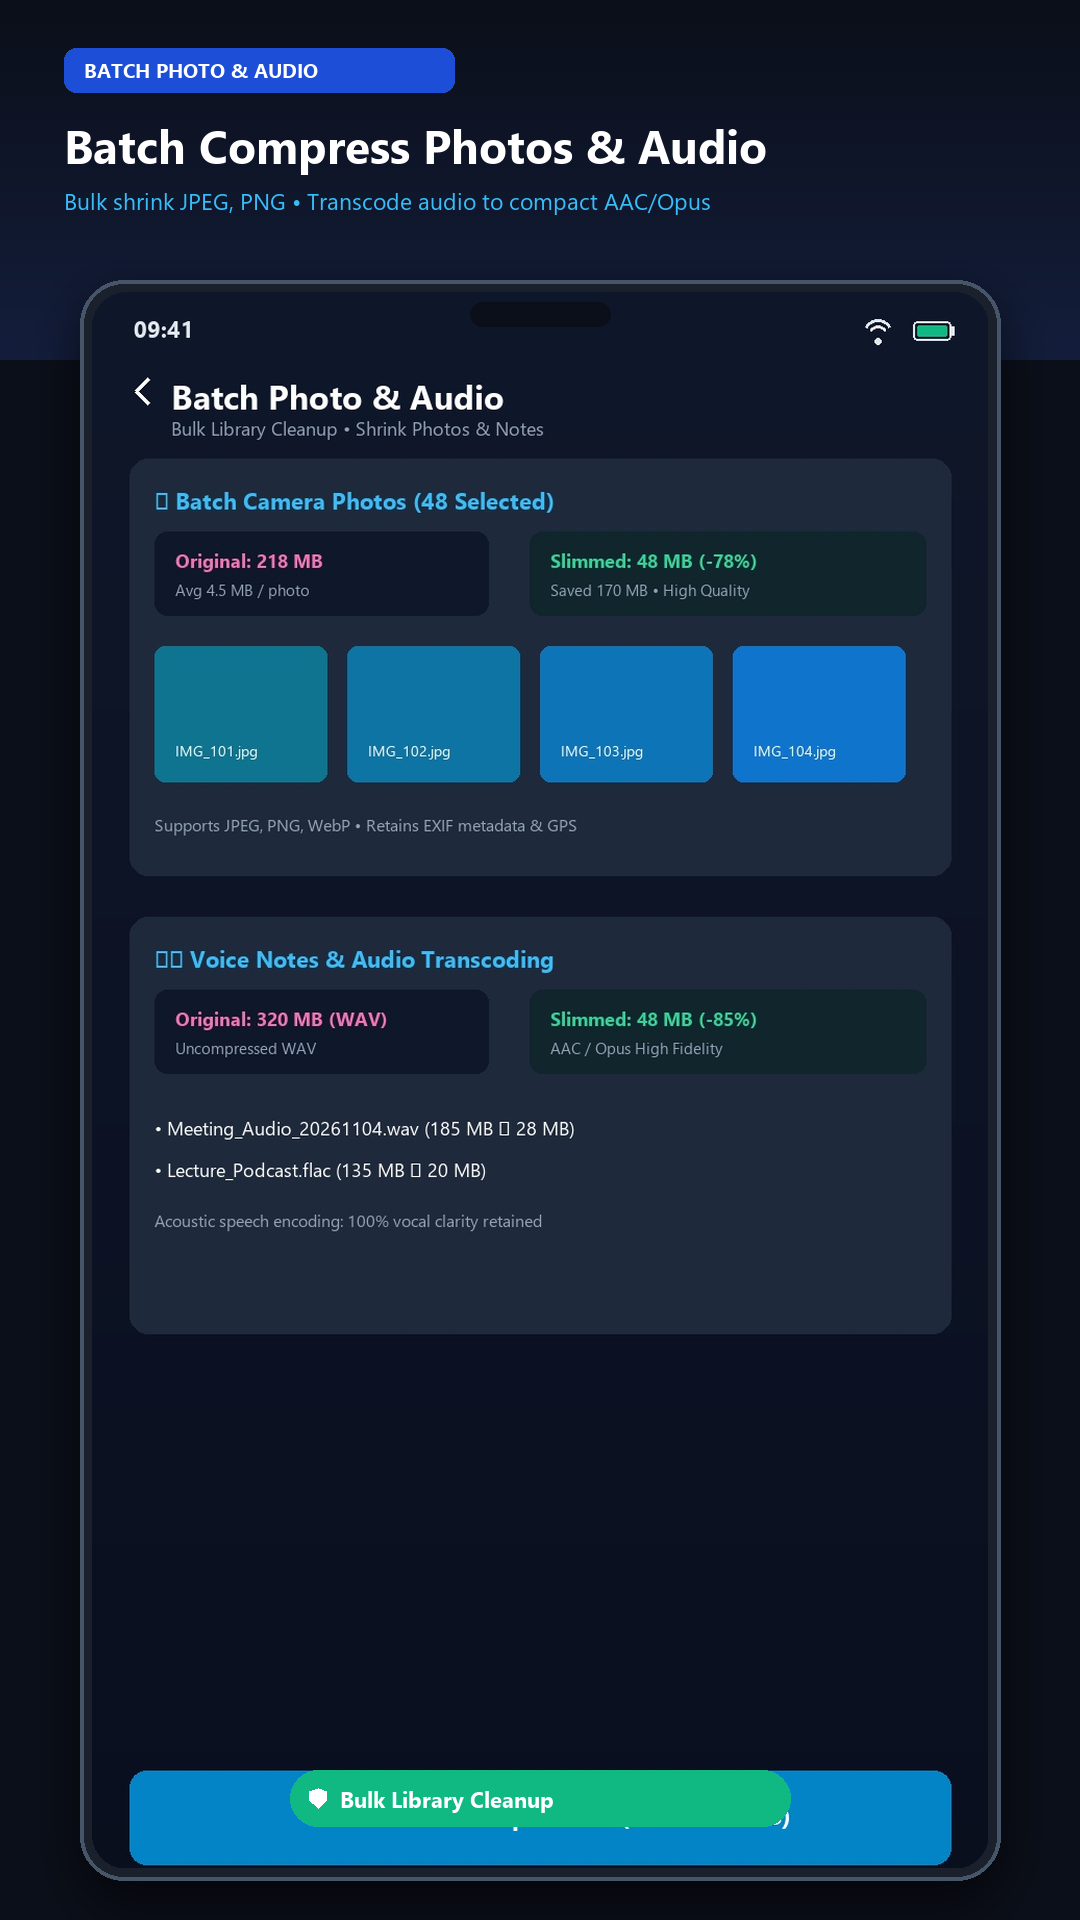 BATCH PHOTO & AUDIO
Batch Compress Photos & Audio
Bulk shrink JPEG, PNG • Transcode audio to compact AAC/Opus
09:41
Batch Photo & Audio
Bulk Library Cleanup • Shrink Photos & Notes
Batch Camera Photos (48 Selected)
Original: 218 MB
Avg 4.5 MB / photo
Slimmed: 48 MB (-78%)
Saved 170 MB • High Quality
IMG_101.jpg
IMG_102.jpg
IMG_103.jpg
IMG_104.jpg
Supports JPEG, PNG, WebP • Retains EXIF metadata & GPS
Voice Notes & Audio Transcoding
Original: 320 MB (WAV)
Uncompressed WAV
Slimmed: 48 MB (-85%)
AAC / Opus High Fidelity
• Meeting_Audio_20261104.wav (185 MB 28 MB)
• Lecture_Podcast.flac (135 MB 20 MB)
Acoustic speech encoding: 100% vocal clarity retained
Bulk Library Cleanup